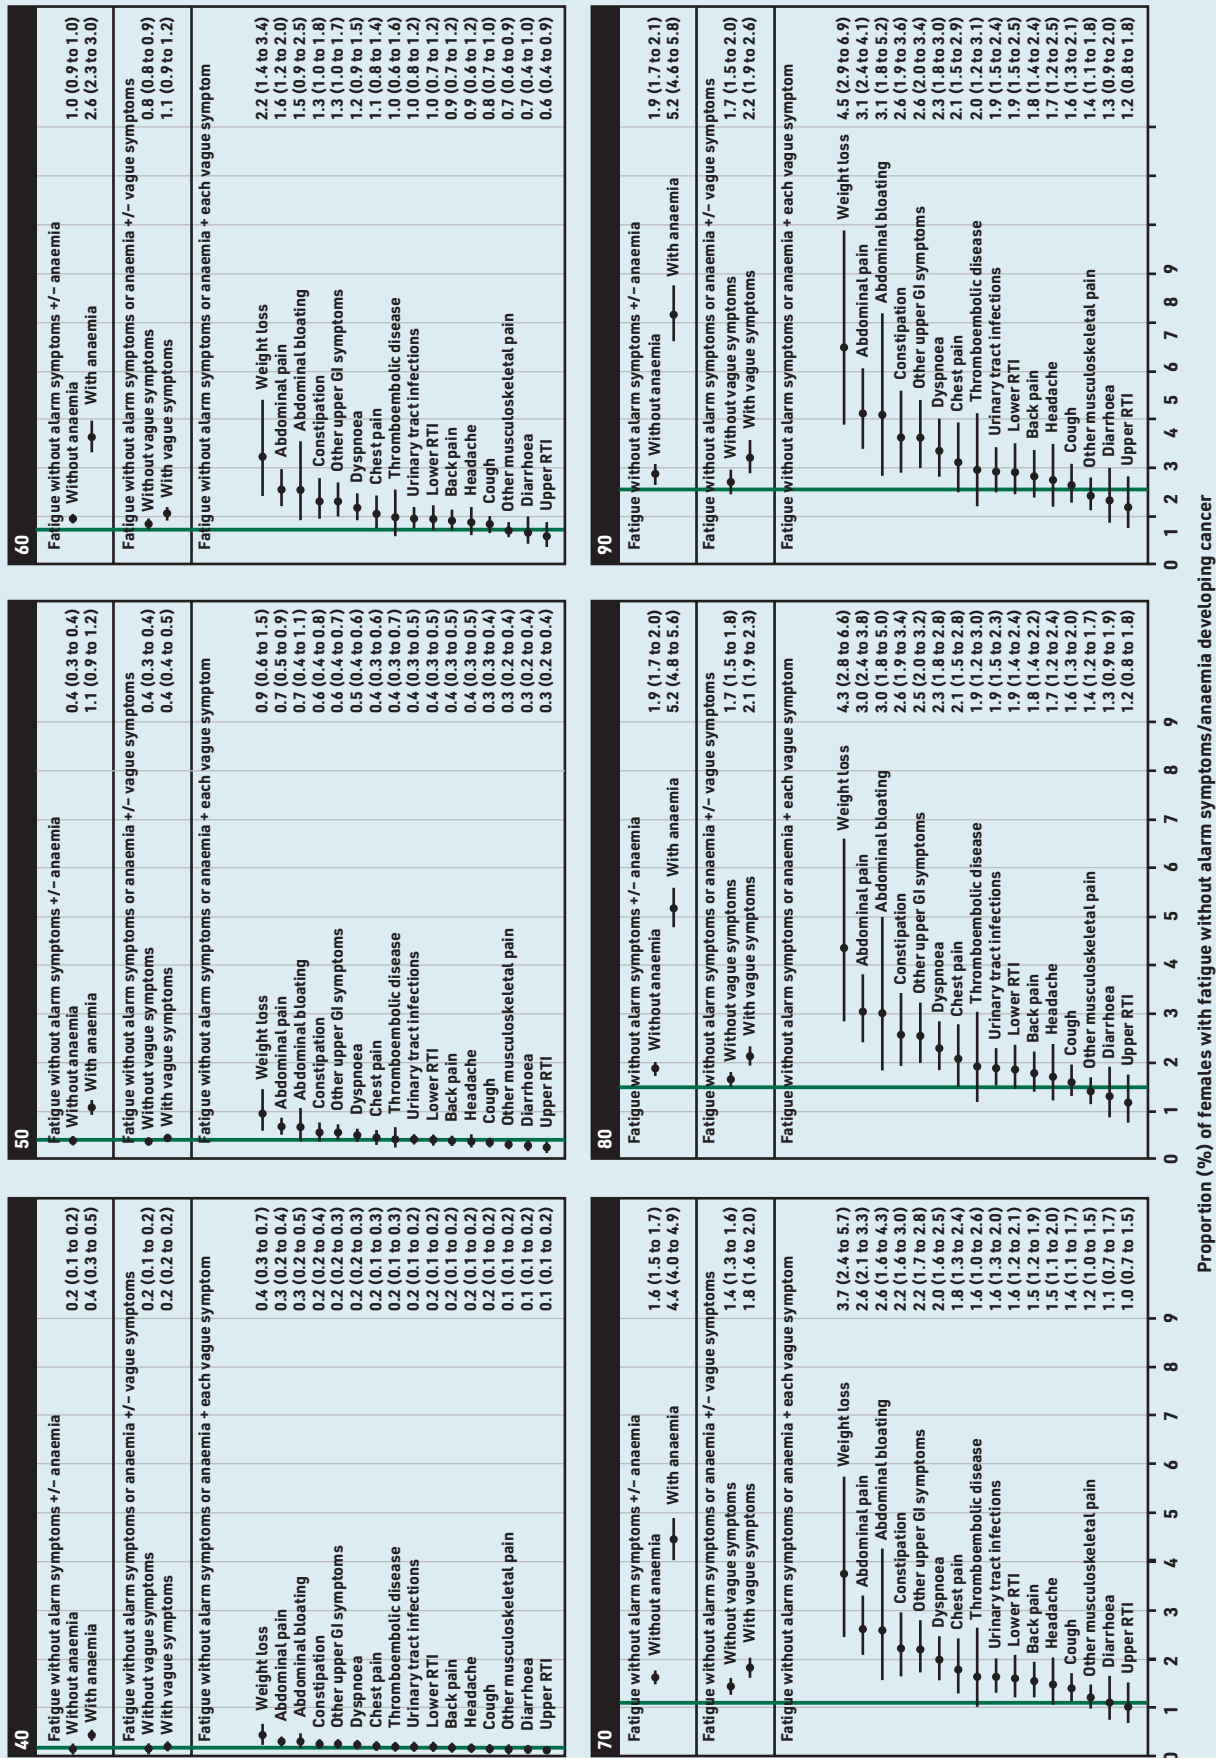 40
Fatigue without alarm symptoms +/– anaemia
Without anaemia 0.2 (0.1 to 0.2)
With anaemia 0.4 (0.3 to 0.5)
Fatigue without alarm symptoms or anaemia +/– vague symptoms
Without vague symptoms 0.2 (0.1 to 0.2)
With vague symptoms 0.2 (0.2 to 0.2)
Fatigue without alarm symptoms or anaemia + each vague symptom
Weight loss 0.4 (0.3 to 0.7)
Abdominal pain 0.3 (0.2 to 0.4)
Abdominal bloating 0.3 (0.2 to 0.5)
Constipation 0.2 (0.2 to 0.4)
Other upper GI symptoms 0.2 (0.2 to 0.3)
Dyspnoea 0.2 (0.2 to 0.3)
Chest pain 0.2 (0.1 to 0.3)
Thromboembolic disease 0.2 (0.1 to 0.3)
Urinary tract infections 0.2 (0.1 to 0.2)
Lower RTI 0.2 (0.1 to 0.2)
Back pain 0.2 (0.1 to 0.2)
Headache 0.2 (0.1 to 0.2)
Cough 0.2 (0.1 to 0.2)
Other musculoskeletal pain 0.1 (0.1 to 0.2)
Diarrhoea 0.1 (0.1 to 0.2)
Upper RTI 0.1 (0.1 to 0.2)
50
Fatigue without alarm symptoms +/– anaemia
Without anaemia 0.4 (0.3 to 0.4)
With anaemia 1.1 (0.9 to 1.2)
Fatigue without alarm symptoms or anaemia +/– vague symptoms
Without vague symptoms 0.4 (0.3 to 0.4)
With vague symptoms 0.4 (0.4 to 0.5)
Fatigue without alarm symptoms or anaemia + each vague symptom
Weight loss 0.9 (0.6 to 1.5)
Abdominal pain 0.7 (0.5 to 0.9)
Abdominal bloating 0.7 (0.4 to 1.1)
Constipation 0.6 (0.4 to 0.8)
Other upper GI symptoms 0.6 (0.4 to 0.7)
Dyspnoea 0.5 (0.4 to 0.6)
Chest pain 0.4 (0.3 to 0.6)
Thromboembolic disease 0.4 (0.3 to 0.7)
Urinary tract infections 0.4 (0.3 to 0.5)
Lower RTI 0.4 (0.3 to 0.5)
Back pain 0.4 (0.3 to 0.5)
Headache 0.4 (0.3 to 0.5)
Cough 0.3 (0.3 to 0.4)
Other musculoskeletal pain 0.3 (0.2 to 0.4)
Diarrhoea 0.3 (0.2 to 0.4)
Upper RTI 0.3 (0.2 to 0.4)
60
Fatigue without alarm symptoms +/– anaemia
Without anaemia 1.0 (0.9 to 1.0)
With anaemia 2.6 (2.3 to 3.0)
Fatigue without alarm symptoms or anaemia +/– vague symptoms
Without vague symptoms 0.8 (0.8 to 0.9)
With vague symptoms 1.1 (0.9 to 1.2)
Fatigue without alarm symptoms or anaemia + each vague symptom
Weight loss 2.2 (1.4 to 3.4)
Abdominal pain 1.6 (1.2 to 2.0)
Abdominal bloating 1.5 (0.9 to 2.5)
Constipation 1.3 (1.0 to 1.8)
Other upper GI symptoms 1.3 (1.0 to 1.7)
Dyspnoea 1.2 (0.9 to 1.5)
Chest pain 1.1 (0.8 to 1.4)
Thromboembolic disease 1.0 (0.6 to 1.6)
Urinary tract infections 1.0 (0.8 to 1.2)
Lower RTI 1.0 (0.7 to 1.2)
Back pain 0.9 (0.7 to 1.2)
Headache 0.9 (0.6 to 1.2)
Cough 0.8 (0.7 to 1.0)
Other musculoskeletal pain 0.7 (0.6 to 0.9)
Diarrhoea 0.7 (0.4 to 1.0)
Upper RTI 0.6 (0.4 to 0.9)
70
Fatigue without alarm symptoms +/– anaemia
Without anaemia 1.6 (1.5 to 1.7)
With anaemia 4.4 (4.0 to 4.9)
Fatigue without alarm symptoms or anaemia +/– vague symptoms
Without vague symptoms 1.4 (1.3 to 1.6)
With vague symptoms 1.8 (1.6 to 2.0)
Fatigue without alarm symptoms or anaemia + each vague symptom
Weight loss 3.7 (2.4 to 5.7)
Abdominal pain 2.6 (2.1 to 3.3)
Abdominal bloating 2.6 (1.6 to 4.3)
Constipation 2.2 (1.6 to 3.0)
Other upper GI symptoms 2.2 (1.7 to 2.8)
Dyspnoea 2.0 (1.6 to 2.5)
Chest pain 1.8 (1.3 to 2.4)
Thromboembolic disease 1.6 (1.0 to 2.6)
Urinary tract infections 1.6 (1.3 to 2.0)
Lower RTI 1.6 (1.2 to 2.1)
Back pain 1.5 (1.2 to 1.9)
Headache 1.5 (1.1 to 2.0)
Cough 1.4 (1.1 to 1.7)
Other musculoskeletal pain 1.2 (1.0 to 1.5)
Diarrhoea 1.1 (0.7 to 1.7)
Upper RTI 1.0 (0.7 to 1.5)
0 1 2 3 4 5 6 7 8 9
80
Fatigue without alarm symptoms +/– anaemia
Without anaemia 1.9 (1.7 to 2.0)
With anaemia 5.2 (4.8 to 5.6)
Fatigue without alarm symptoms or anaemia +/– vague symptoms
Without vague symptoms 1.7 (1.5 to 1.8)
With vague symptoms 2.1 (1.9 to 2.3)
Fatigue without alarm symptoms or anaemia + each vague symptom
Weight loss 4.3 (2.8 to 6.6)
Abdominal pain 3.0 (2.4 to 3.8)
Abdominal bloating 3.0 (1.8 to 5.0)
Constipation 2.6 (1.9 to 3.4)
Other upper GI symptoms 2.5 (2.0 to 3.2)
Dyspnoea 2.3 (1.8 to 2.8)
Chest pain 2.1 (1.5 to 2.8)
Thromboembolic disease 1.9 (1.2 to 3.0)
Urinary tract infections 1.9 (1.5 to 2.3)
Lower RTI 1.9 (1.4 to 2.4)
Back pain 1.8 (1.4 to 2.2)
Headache 1.7 (1.2 to 2.4)
Cough 1.6 (1.3 to 2.0)
Other musculoskeletal pain 1.4 (1.2 to 1.7)
Diarrhoea 1.3 (0.9 to 1.9)
Upper RTI 1.2 (0.8 to 1.8)
0 1 2 3 4 5 6 7 8 9
90
Fatigue without alarm symptoms +/– anaemia
Without anaemia 1.9 (1.7 to 2.1)
With anaemia 5.2 (4.6 to 5.8)
Fatigue without alarm symptoms or anaemia +/– vague symptoms
Without vague symptoms 1.7 (1.5 to 2.0)
With vague symptoms 2.2 (1.9 to 2.6)
Fatigue without alarm symptoms or anaemia + each vague symptom
Weight loss 4.5 (2.9 to 6.9)
Abdominal pain 3.1 (2.4 to 4.1)
Abdominal bloating 3.1 (1.8 to 5.2)
Constipation 2.6 (1.9 to 3.6)
Other upper GI symptoms 2.6 (2.0 to 3.4)
Dyspnoea 2.3 (1.8 to 3.0)
Chest pain 2.1 (1.5 to 2.9)
Thromboembolic disease 2.0 (1.2 to 3.1)
Urinary tract infections 1.9 (1.5 to 2.4)
Lower RTI 1.9 (1.5 to 2.5)
Back pain 1.8 (1.4 to 2.4)
Headache 1.7 (1.2 to 2.5)
Cough 1.6 (1.3 to 2.1)
Other musculoskeletal pain 1.4 (1.1 to 1.8)
Diarrhoea 1.3 (0.9 to 2.0)
Upper RTI 1.2 (0.8 to 1.8)
0 1 2 3 4 5 6 7 8 9
Proportion (%) of females with fatigue without alarm symptoms/anaemia developing cancer